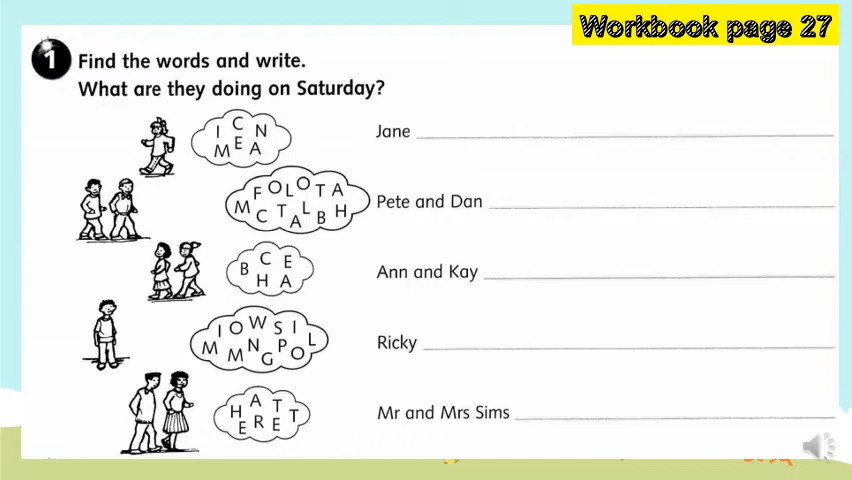 Workbook page 27
1 Find the words and write.
What are they doing on Saturday?
I C N
M E A
Jane
F O L O T A
M C T A L B H
Pete and Dan
B C E
H A
Ann and Kay
I O W S I
M M N G P O L
Ricky
H A T T
E R E
Mr and Mrs Sims